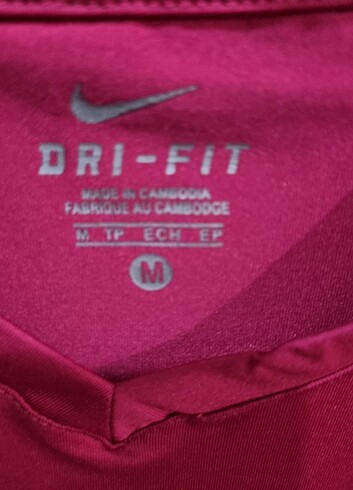 DRI-FIT
MADE IN CAMBODIA
FABRIQUE AU CAMBODGE
M TP ECH EP
M